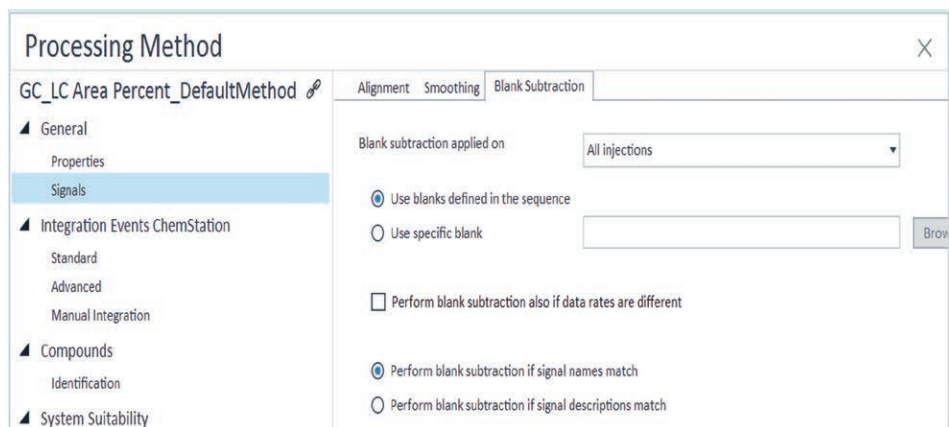 Processing Method
GC_LC Area Percent_DefaultMethod
General
Properties
Signals
Integration Events ChemStation
Standard
Advanced
Manual Integration
Compounds
Identification
System Suitability
Alignment Smoothing Blank Subtraction
Blank subtraction applied on All injections
Use blanks defined in the sequence
Use specific blank Brow
Perform blank subtraction also if data rates are different
Perform blank subtraction if signal names match
Perform blank subtraction if signal descriptions match